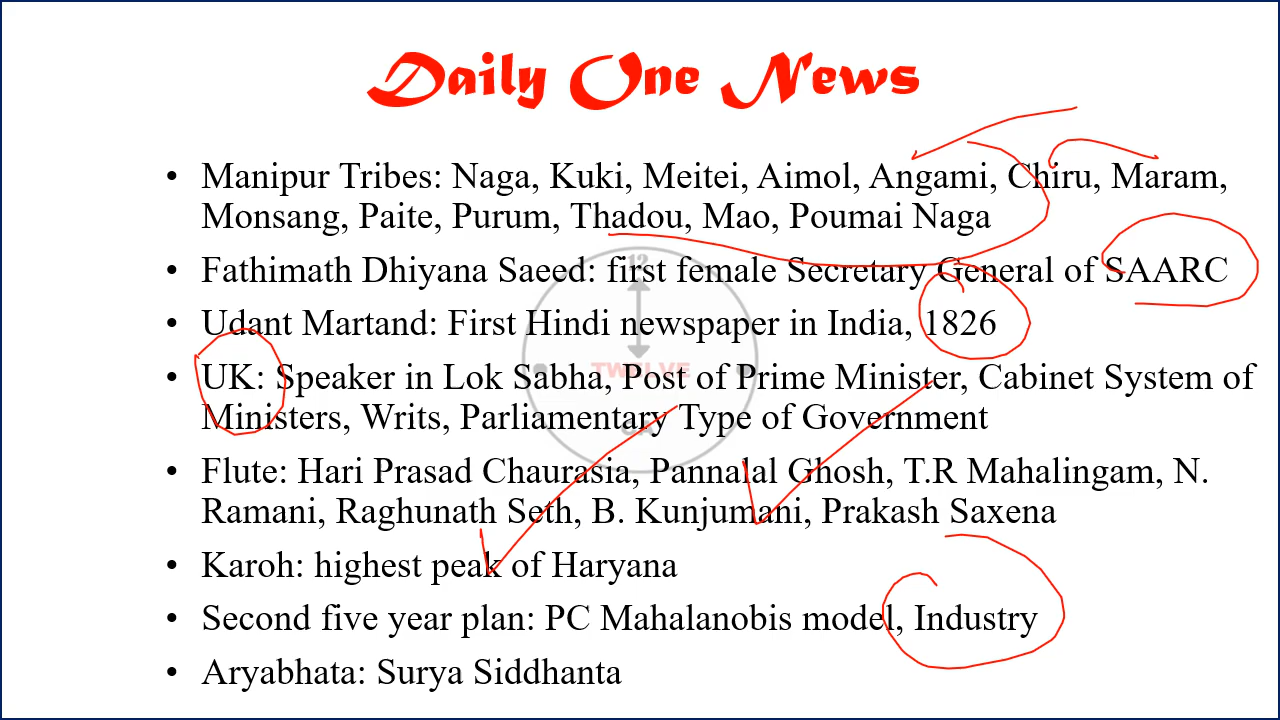 Daily One News
• Manipur Tribes: Naga, Kuki, Meitei, Aimol, Angami, Chiru, Maram,
Monsang, Paite, Purum, Thadou, Mao, Poumai Naga
• Fathimath Dhiyana Saeed: first female Secretary General of SAARC
• Udant Martand: First Hindi newspaper in India, 1826
• UK: Speaker in Lok Sabha, Post of Prime Minister, Cabinet System of
Ministers, Writs, Parliamentary Type of Government
• Flute: Hari Prasad Chaurasia, Pannalal Ghosh, T.R Mahalingam, N.
Ramani, Raghunath Seth, B. Kunjumani, Prakash Saxena
• Karoh: highest peak of Haryana
• Second five year plan: PC Mahalanobis model, Industry
• Aryabhata: Surya Siddhanta
12
TWELVE